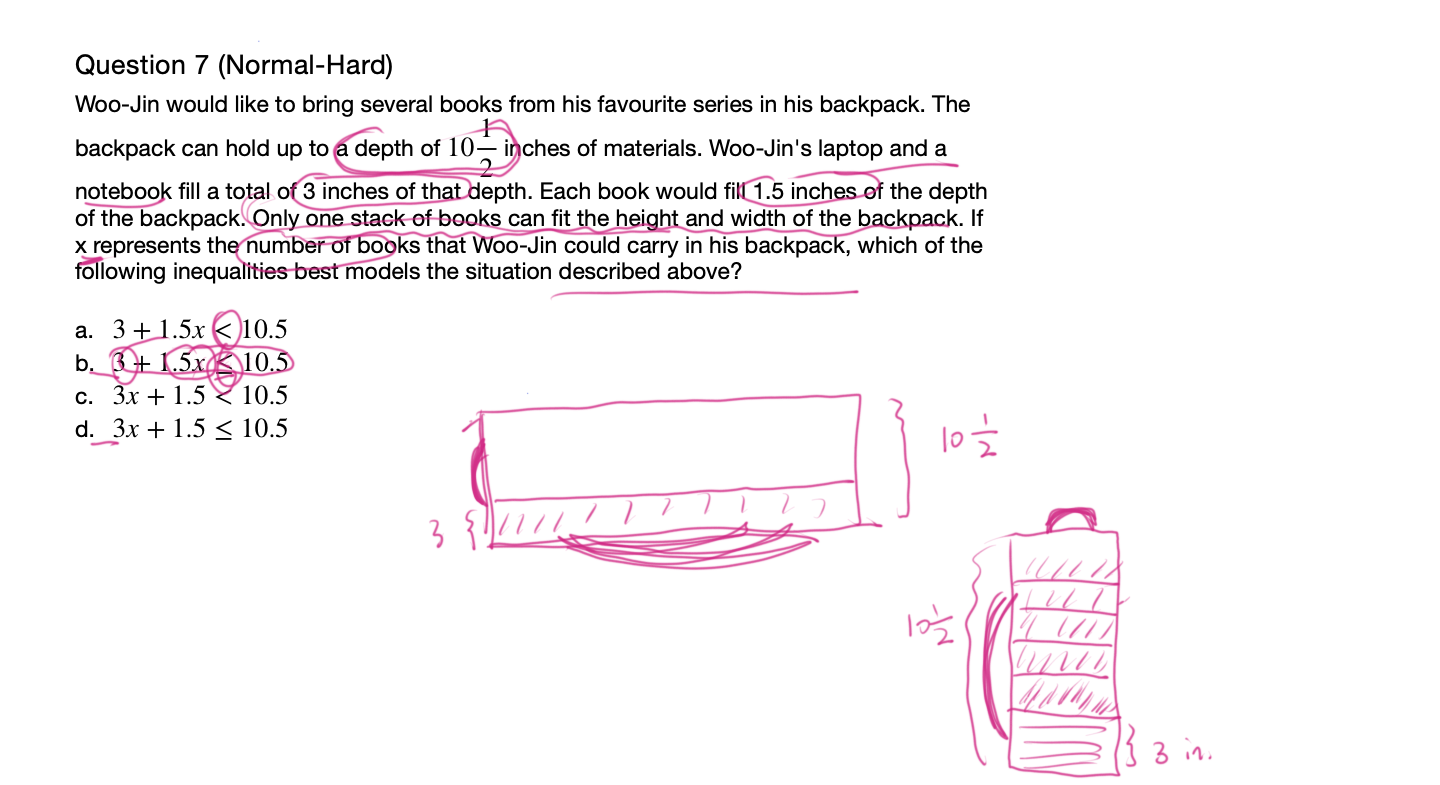 Question 7 (Normal-Hard)
Woo-Jin would like to bring several books from his favourite series in his backpack. The
backpack can hold up to a depth of 10 1/2 inches of materials. Woo-Jin's laptop and a
notebook fill a total of 3 inches of that depth. Each book would fill 1.5 inches of the depth
of the backpack. Only one stack of books can fit the height and width of the backpack. If
x represents the number of books that Woo-Jin could carry in his backpack, which of the
following inequalities best models the situation described above?
a. 3 + 1.5x < 10.5
b. 3 + 1.5x ≤ 10.5
c. 3x + 1.5 < 10.5
d. 3x + 1.5 ≤ 10.5
10 1/2
3
10 1/2
3 in.